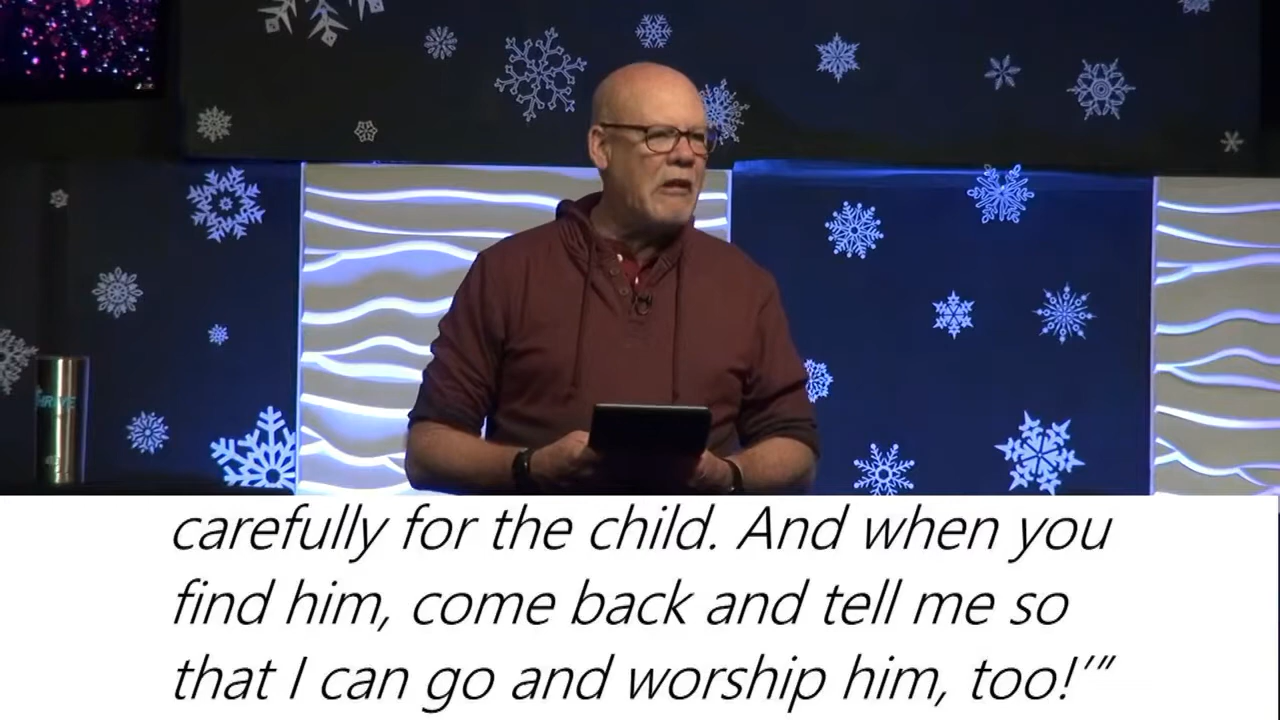 THRIVE
carefully for the child. And when you
find him, come back and tell me so
that I can go and worship him, too!’”